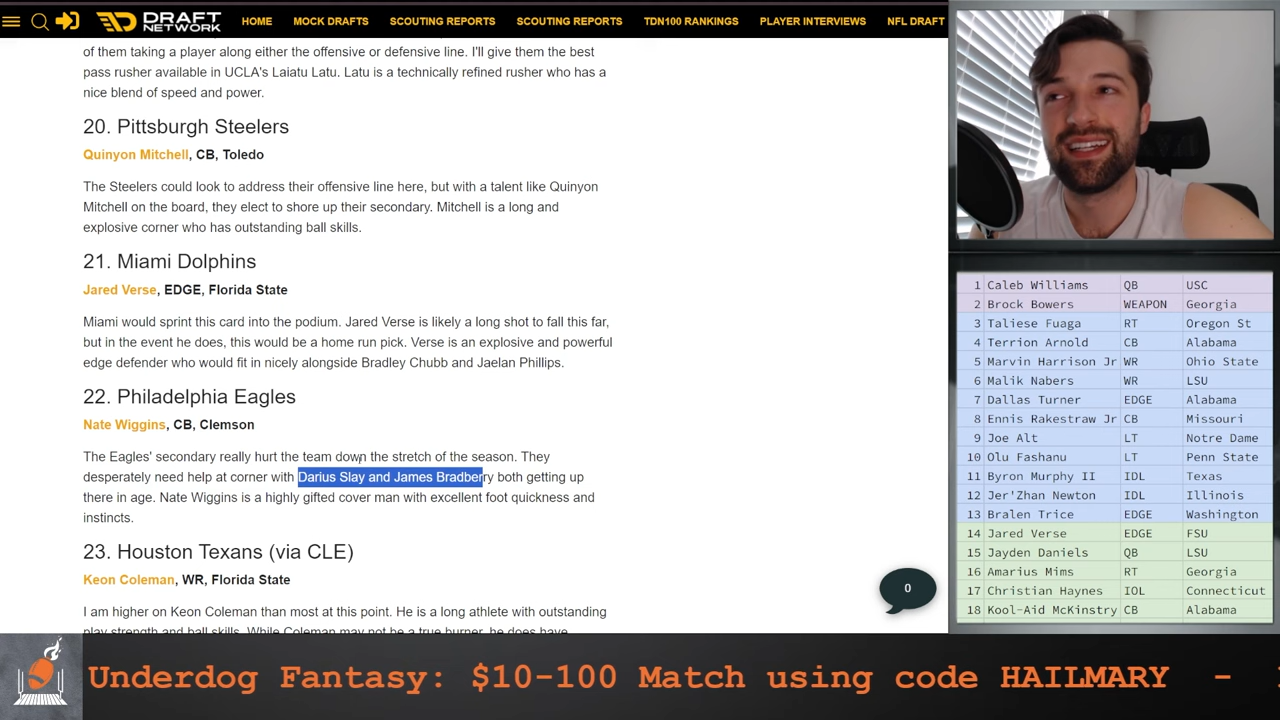 DRAFT NETWORK
HOME MOCK DRAFTS SCOUTING REPORTS SCOUTING REPORTS TDN100 RANKINGS PLAYER INTERVIEWS NFL DRAFT
of them taking a player along either the offensive or defensive line. I'll give them the best
pass rusher available in UCLA's Laiatu Latu. Latu is a technically refined rusher who has a
nice blend of speed and power.
20. Pittsburgh Steelers
Quinyon Mitchell, CB, Toledo
The Steelers could look to address their offensive line here, but with a talent like Quinyon
Mitchell on the board, they elect to shore up their secondary. Mitchell is a long and
explosive corner who has outstanding ball skills.
21. Miami Dolphins
Jared Verse, EDGE, Florida State
Miami would sprint this card into the podium. Jared Verse is likely a long shot to fall this far,
but in the event he does, this would be a home run pick. Verse is an explosive and powerful
edge defender who would fit in nicely alongside Bradley Chubb and Jaelan Phillips.
22. Philadelphia Eagles
Nate Wiggins, CB, Clemson
The Eagles' secondary really hurt the team down the stretch of the season. They
desperately need help at corner with Darius Slay and James Bradberry both getting up
there in age. Nate Wiggins is a highly gifted cover man with excellent foot quickness and
instincts.
23. Houston Texans (via CLE)
Keon Coleman, WR, Florida State
I am higher on Keon Coleman than most at this point. He is a long athlete with outstanding
play strength and ball skills. While Coleman may not be a true burner, he does have
0
1 Caleb Williams QB USC
2 Brock Bowers WEAPON Georgia
3 Taliese Fuaga RT Oregon St
4 Terrion Arnold CB Alabama
5 Marvin Harrison Jr WR Ohio State
6 Malik Nabers WR LSU
7 Dallas Turner EDGE Alabama
8 Ennis Rakestraw Jr CB Missouri
9 Joe Alt LT Notre Dame
10 Olu Fashanu LT Penn State
11 Byron Murphy II IDL Texas
12 Jer'Zhan Newton IDL Illinois
13 Bralen Trice EDGE Washington
14 Jared Verse EDGE FSU
15 Jayden Daniels QB LSU
16 Amarius Mims RT Georgia
17 Christian Haynes IOL Connecticut
18 Kool-Aid McKinstry CB Alabama
Underdog Fantasy: $10-100 Match using code HAILMARY -